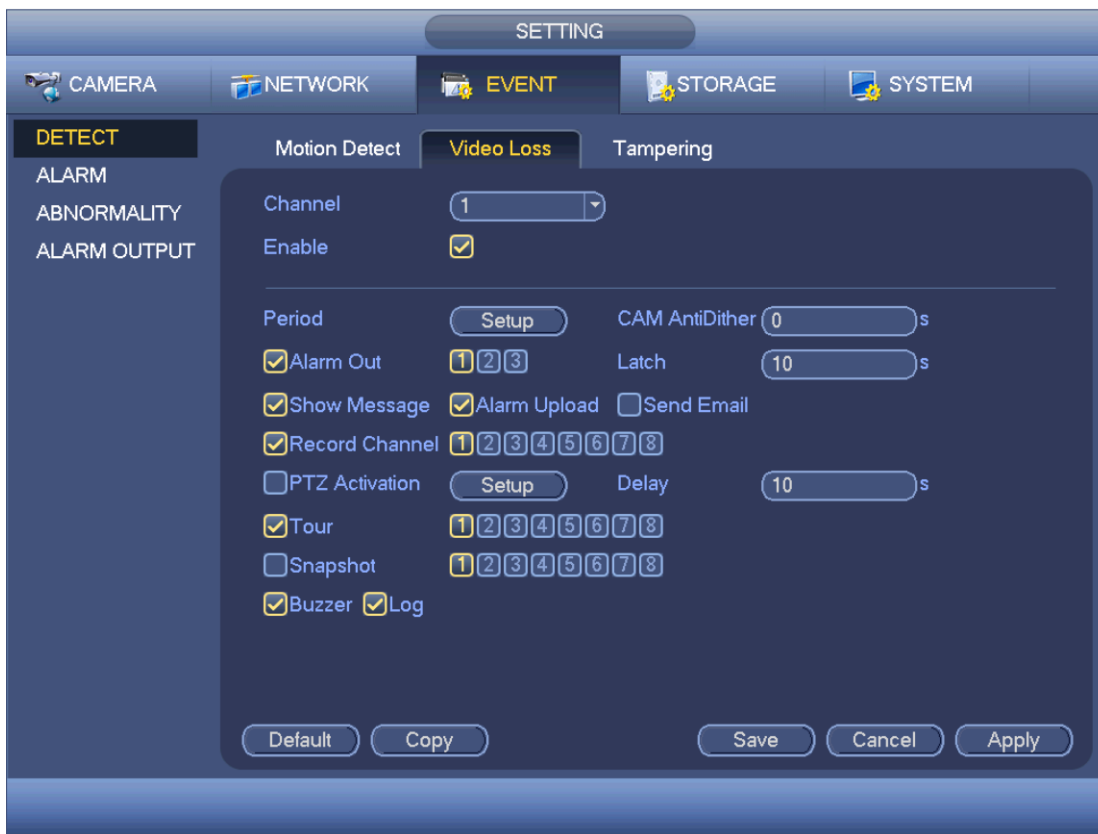 SETTING
CAMERA NETWORK EVENT STORAGE SYSTEM
DETECT
ALARM
ABNORMALITY
ALARM OUTPUT
Motion Detect Video Loss Tampering
Channel 1
Enable
Period Setup CAM AntiDither 0 s
Alarm Out 1 2 3 Latch 10 s
Show Message Alarm Upload Send Email
Record Channel 1 2 3 4 5 6 7 8
PTZ Activation Setup Delay 10 s
Tour 1 2 3 4 5 6 7 8
Snapshot 1 2 3 4 5 6 7 8
Buzzer Log
Default Copy Save Cancel Apply